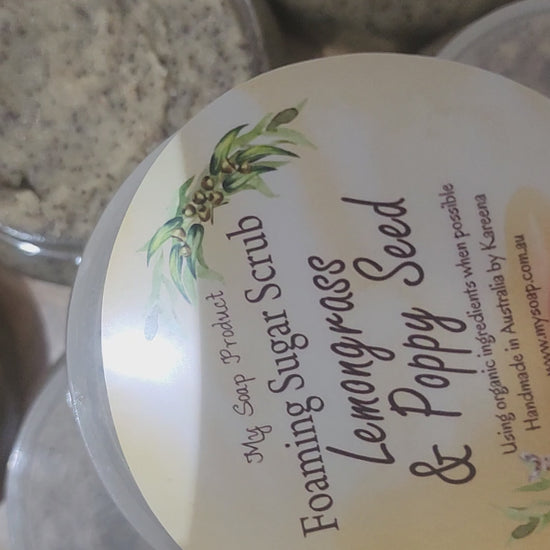 My Soap Product
Foaming Sugar Scrub
Lemongrass
& Poppy Seed
Using organic ingredients when possible
Handmade in Australia by Kareena
www.mysoap.com.au